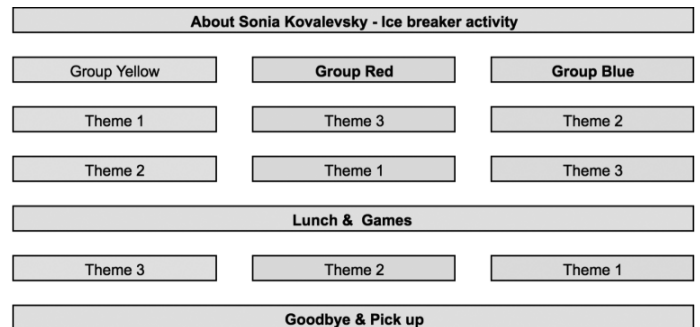 About Sonia Kovalevsky - Ice breaker activity
Group Yellow Group Red Group Blue
Theme 1 Theme 3 Theme 2
Theme 2 Theme 1 Theme 3
Lunch & Games
Theme 3 Theme 2 Theme 1
Goodbye & Pick up